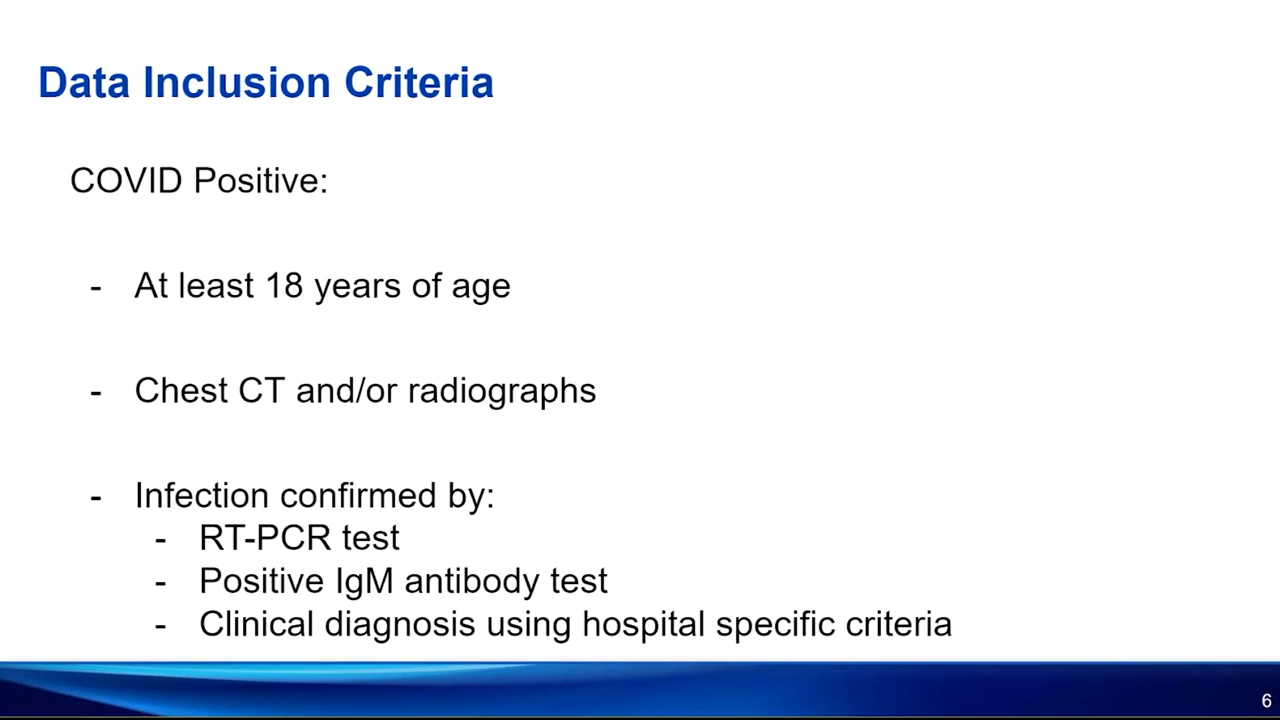 Data Inclusion Criteria
COVID Positive:
- At least 18 years of age
- Chest CT and/or radiographs
- Infection confirmed by:
- RT-PCR test
- Positive IgM antibody test
- Clinical diagnosis using hospital specific criteria
6